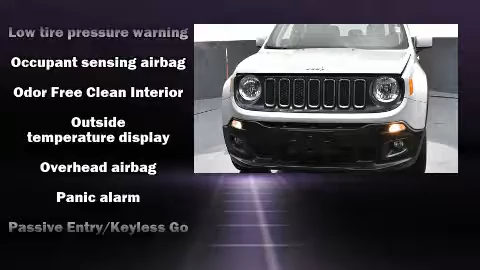 Low tire pressure warning
Occupant sensing airbag
Odor Free Clean Interior
Outside
temperature display
Overhead airbag
Panic alarm
Passive Entry/Keyless Go